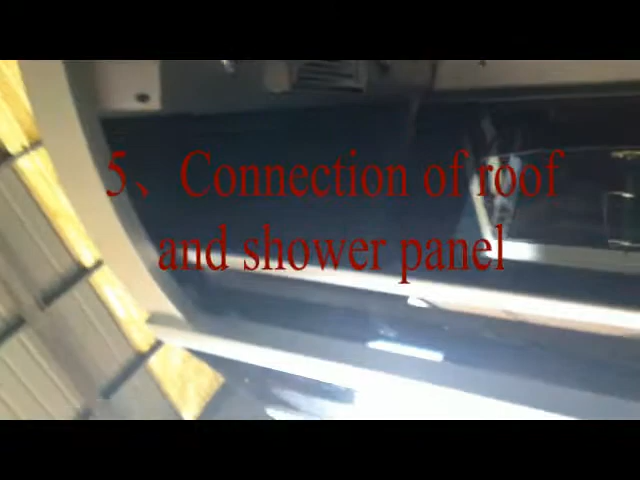 5、Connection of roof
and shower panel